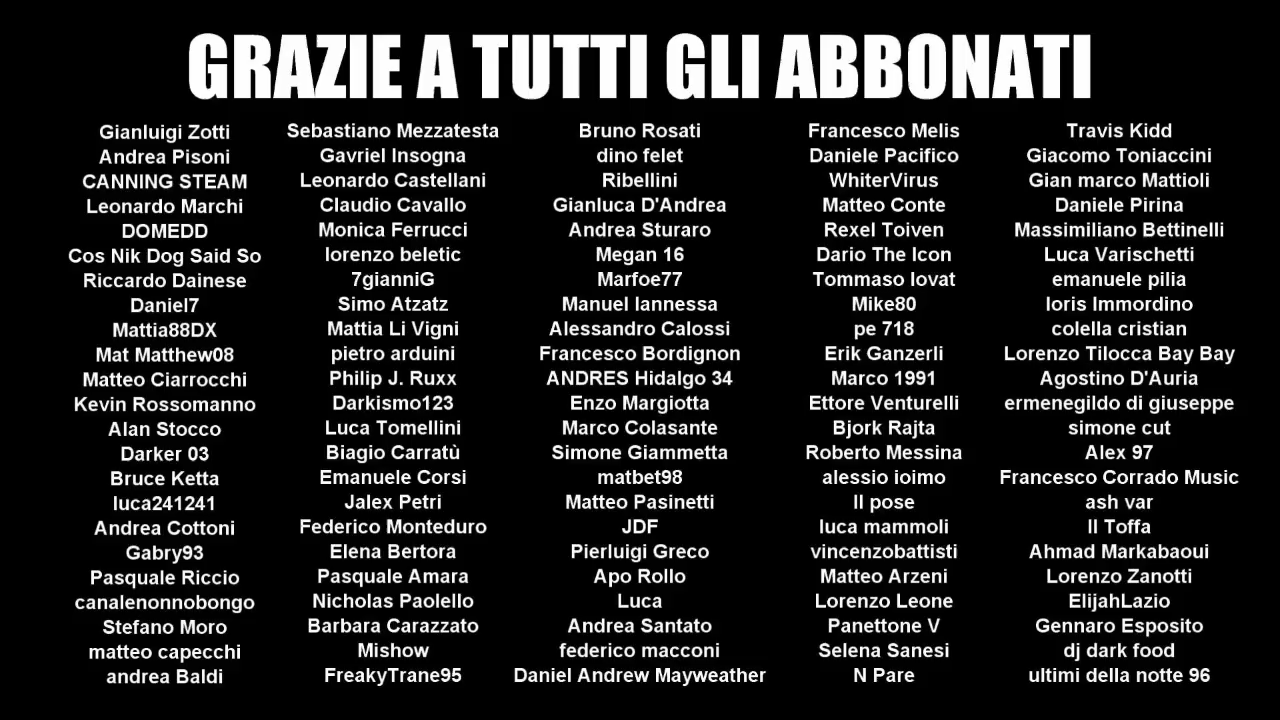 GRAZIE A TUTTI GLI ABBONATI
Gianluigi Zotti
Andrea Pisoni
CANNING STEAM
Leonardo Marchi
DOMEDD
Cos Nik Dog Said So
Riccardo Dainese
Daniel7
Mattia88DX
Mat Matthew08
Matteo Ciarrocchi
Kevin Rossomanno
Alan Stocco
Darker 03
Bruce Ketta
luca241241
Andrea Cottoni
Gabry93
Pasquale Riccio
canalenonnobongo
Stefano Moro
matteo capecchi
andrea Baldi
Sebastiano Mezzatesta
Gavriel Insogna
Leonardo Castellani
Claudio Cavallo
Monica Ferrucci
lorenzo beletic
7gianniG
Simo Atzatz
Mattia Li Vigni
pietro arduini
Philip J. Ruxx
Darkismo123
Luca Tomellini
Biagio Carratù
Emanuele Corsi
Jalex Petri
Federico Monteduro
Elena Bertora
Pasquale Amara
Nicholas Paolello
Barbara Carazzato
Mishow
FreakyTrane95
Bruno Rosati
dino felet
Ribellini
Gianluca D'Andrea
Andrea Sturaro
Megan 16
Marfoe77
Manuel Iannessa
Alessandro Calossi
Francesco Bordignon
ANDRES Hidalgo 34
Enzo Margiotta
Marco Colasante
Simone Giammetta
matbet98
Matteo Pasinetti
JDF
Pierluigi Greco
Apo Rollo
Luca
Andrea Santato
federico macconi
Daniel Andrew Mayweather
Francesco Melis
Daniele Pacifico
WhiterVirus
Matteo Conte
Rexel Toiven
Dario The Icon
Tommaso lovat
Mike80
pe 718
Erik Ganzerli
Marco 1991
Ettore Venturelli
Bjork Rajta
Roberto Messina
alessio ioimo
Il pose
luca mammoli
vincenzobattisti
Matteo Arzeni
Lorenzo Leone
Panettone V
Selena Sanesi
N Pare
Travis Kidd
Giacomo Toniaccini
Gian marco Mattioli
Daniele Pirina
Massimiliano Bettinelli
Luca Varischetti
emanuele pilia
loris Immordino
colella cristian
Lorenzo Tilocca Bay Bay
Agostino D'Auria
ermenegildo di giuseppe
simone cut
Alex 97
Francesco Corrado Music
ash var
Il Toffa
Ahmad Markabaoui
Lorenzo Zanotti
ElijahLazio
Gennaro Esposito
dj dark food
ultimi della notte 96